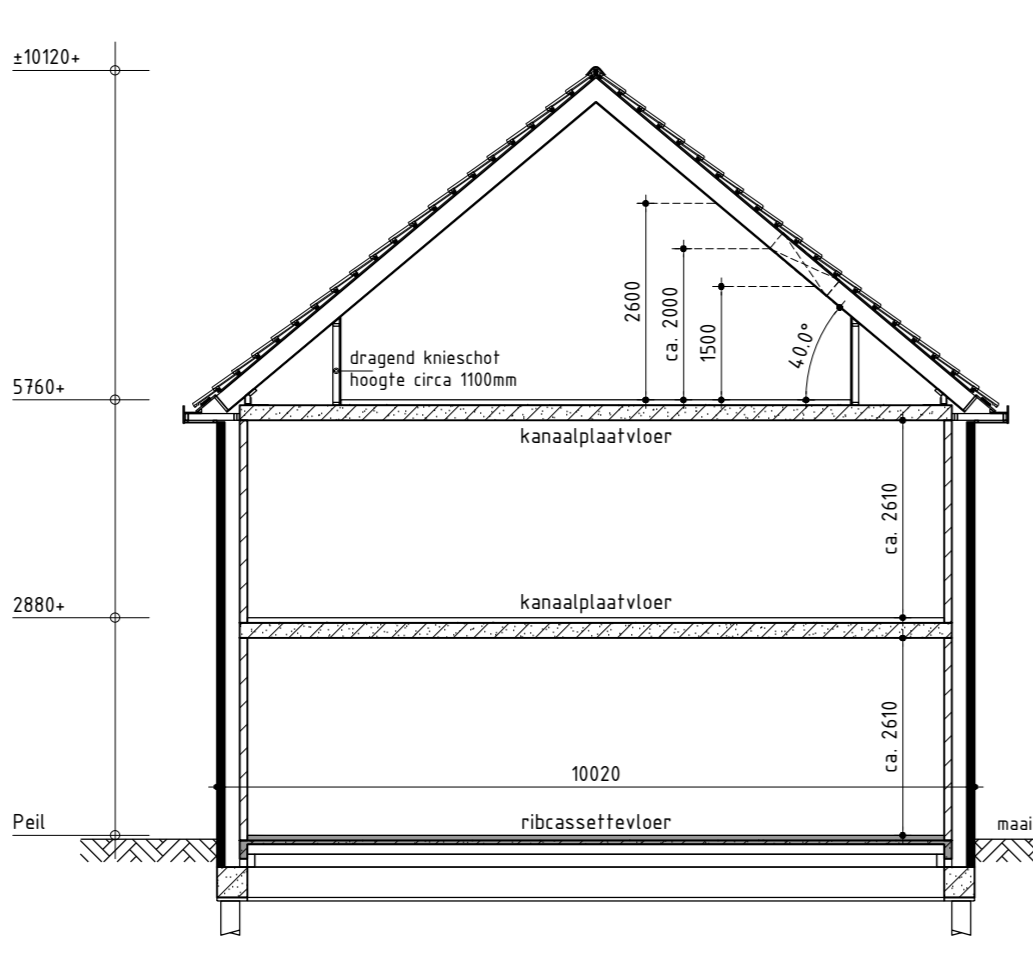 ±10120+
2600
ca. 2000
1500
40.0°
dragend knieschot
hoogte circa 1100mm
5760+
kanaalplaatvloer
ca. 2610
2880+
kanaalplaatvloer
ca. 2610
10020
Peil
ribcassettevloer
maai